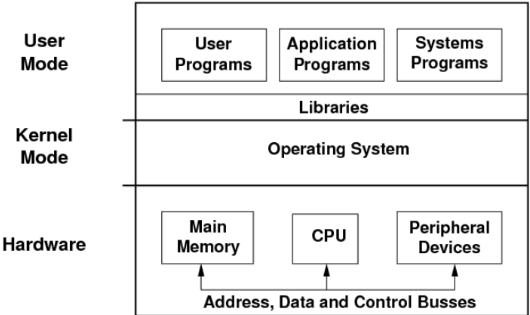 User
Mode
User
Programs
Application
Programs
Systems
Programs
Libraries
Kernel
Mode
Operating System
Hardware
Main
Memory
CPU
Peripheral
Devices
Address, Data and Control Busses